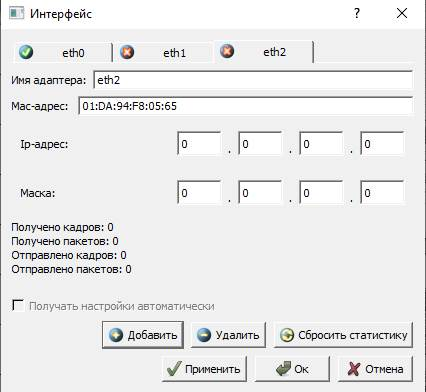 Интерфейс ? ×
eth0 eth1 eth2
Имя адаптера: eth2
Mac-адрес: 01:DA:94:F8:05:65
Ip-адрес: 0 . 0 . 0 . 0
Маска: 0 . 0 . 0 . 0
Получено кадров: 0
Получено пакетов: 0
Отправлено кадров: 0
Отправлено пакетов: 0
Получать настройки автоматически
Добавить Удалить Сбросить статистику
Применить Ок Отмена